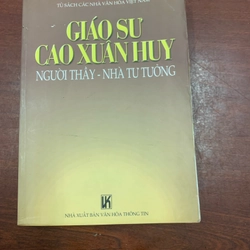 TỦ SÁCH CÁC NHÀ VĂN HÓA VIỆT NAM
GIÁO SƯ
CAO XUÂN HUY
NGƯỜI THẦY - NHÀ TƯ TƯỞNG
NHÀ XUẤT BẢN VĂN HÓA THÔNG TIN